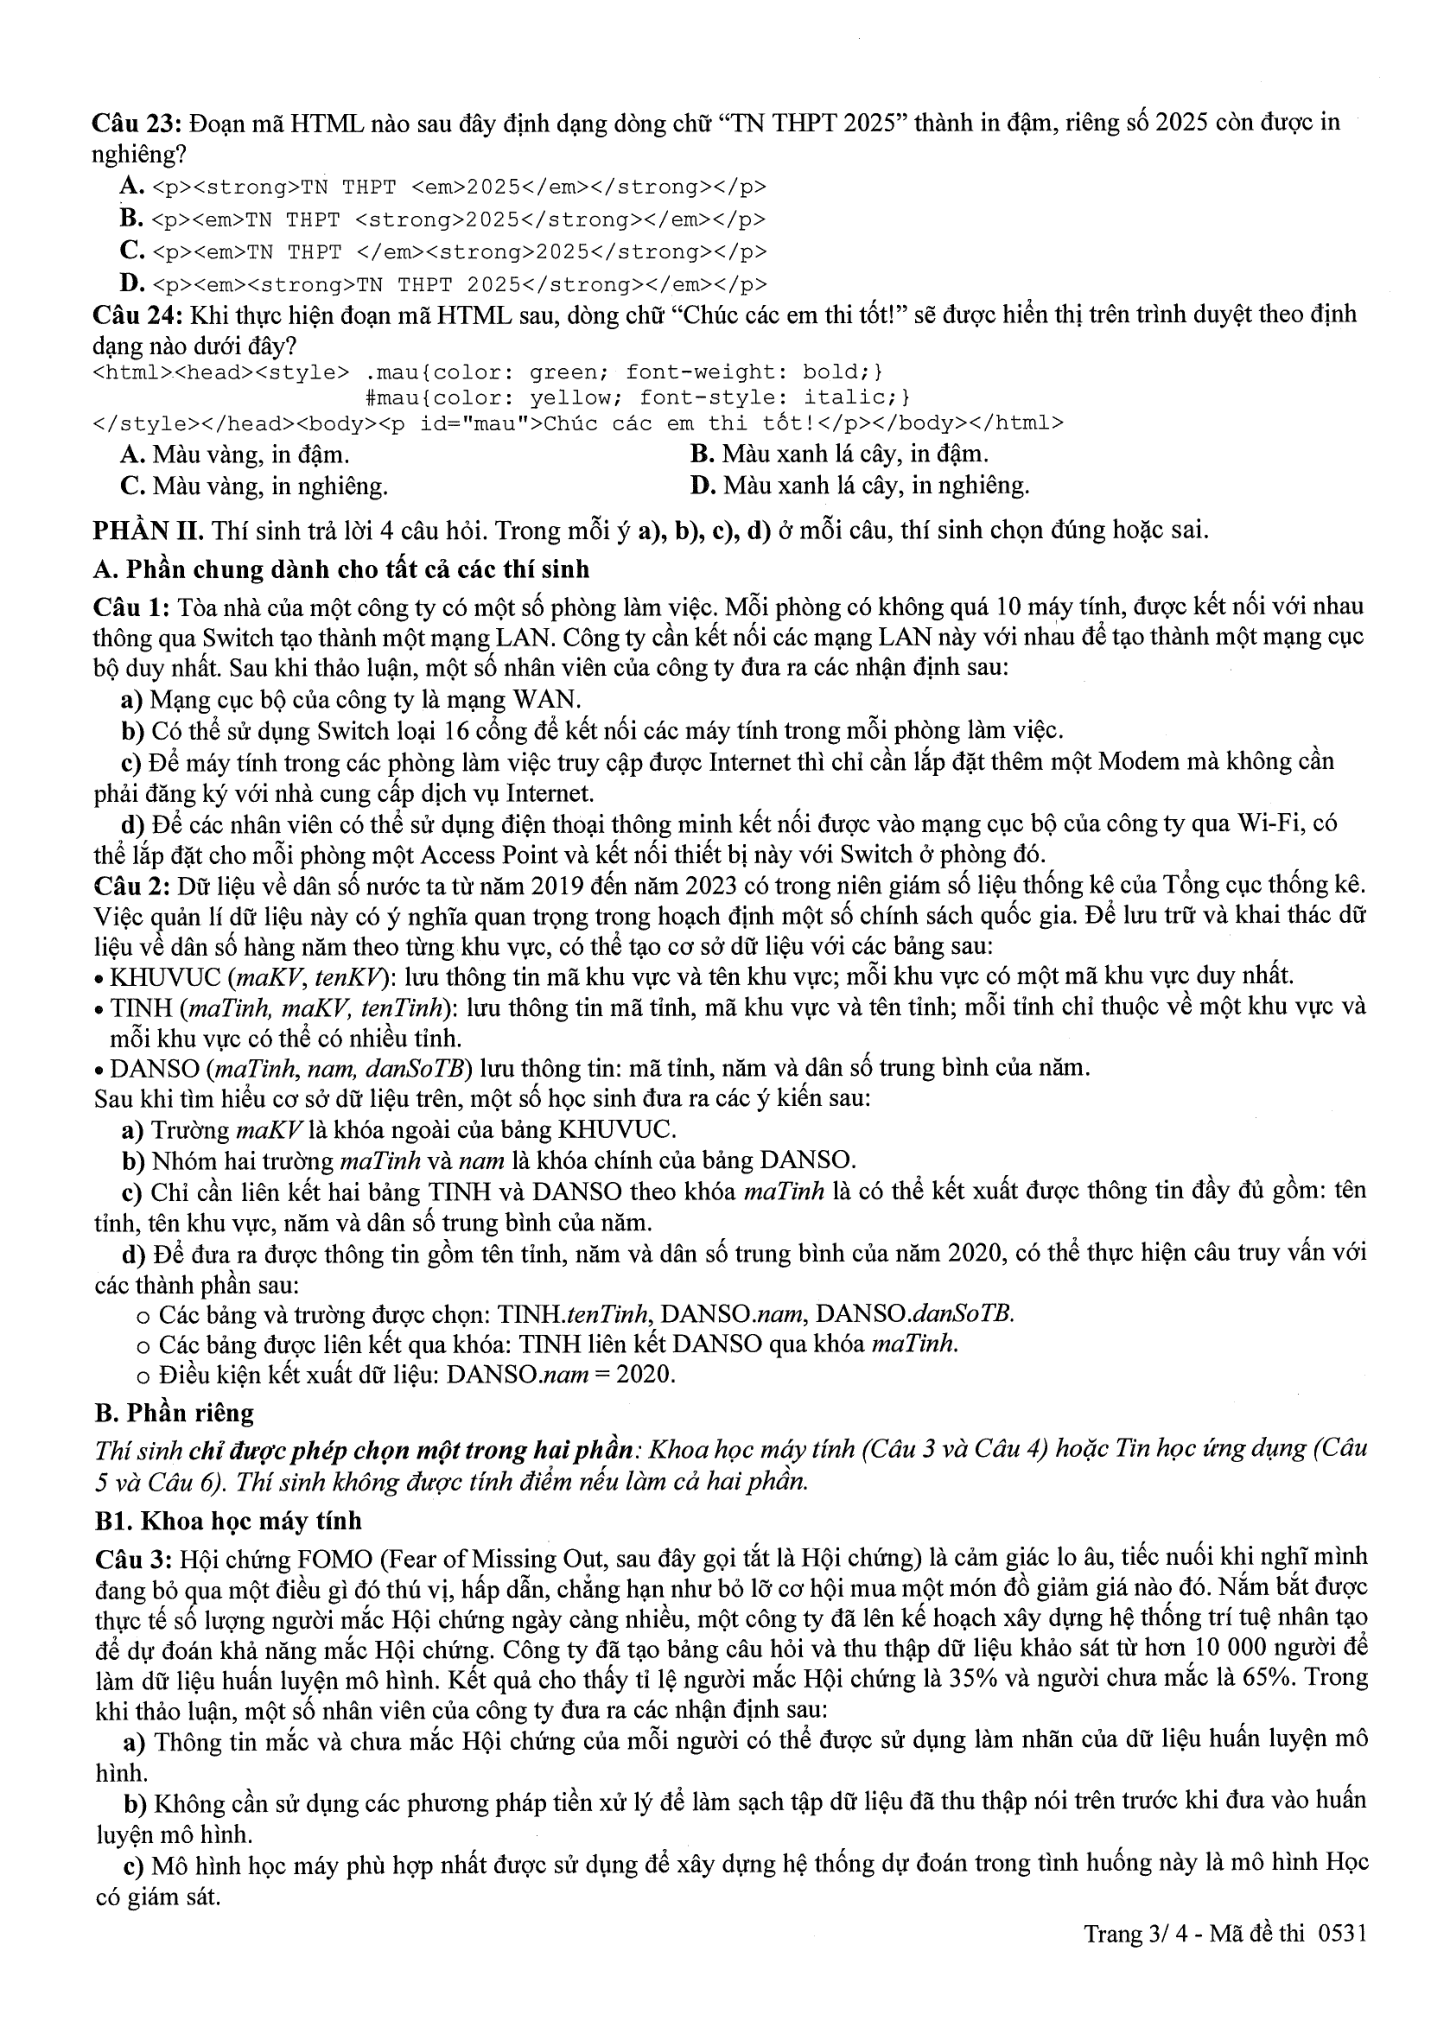 Câu 23: Đoạn mã HTML nào sau đây định dạng dòng chữ “TN THPT 2025” thành in đậm, riêng số 2025 còn được in
nghiêng?
A. <p><strong>TN THPT <em>2025</em></strong></p>
B. <p><em>TN THPT <strong>2025</strong></em></p>
C. <p><em>TN THPT </em><strong>2025</strong></p>
D. <p><em><strong>TN THPT 2025</strong></em></p>
Câu 24: Khi thực hiện đoạn mã HTML sau, dòng chữ “Chúc các em thi tốt!” sẽ được hiển thị trên trình duyệt theo định
dạng nào dưới đây?
<html><head><style> .mau{color: green; font-weight: bold;}
#mau{color: yellow; font-style: italic;}
</style></head><body><p id="mau">Chúc các em thi tốt!</p></body></html>
A. Màu vàng, in đậm. B. Màu xanh lá cây, in đậm.
C. Màu vàng, in nghiêng. D. Màu xanh lá cây, in nghiêng.
PHẦN II. Thí sinh trả lời 4 câu hỏi. Trong mỗi ý a), b), c), d) ở mỗi câu, thí sinh chọn đúng hoặc sai.
A. Phần chung dành cho tất cả các thí sinh
Câu 1: Tòa nhà của một công ty có một số phòng làm việc. Mỗi phòng có không quá 10 máy tính, được kết nối với nhau
thông qua Switch tạo thành một mạng LAN. Công ty cần kết nối các mạng LAN này với nhau để tạo thành một mạng cục
bộ duy nhất. Sau khi thảo luận, một số nhân viên của công ty đưa ra các nhận định sau:
a) Mạng cục bộ của công ty là mạng WAN.
b) Có thể sử dụng Switch loại 16 cổng để kết nối các máy tính trong mỗi phòng làm việc.
c) Để máy tính trong các phòng làm việc truy cập được Internet thì chỉ cần lắp đặt thêm một Modem mà không cần
phải đăng ký với nhà cung cấp dịch vụ Internet.
d) Để các nhân viên có thể sử dụng điện thoại thông minh kết nối được vào mạng cục bộ của công ty qua Wi-Fi, có
thể lắp đặt cho mỗi phòng một Access Point và kết nối thiết bị này với Switch ở phòng đó.
Câu 2: Dữ liệu về dân số nước ta từ năm 2019 đến năm 2023 có trong niên giám số liệu thống kê của Tổng cục thống kê.
Việc quản lí dữ liệu này có ý nghĩa quan trọng trong hoạch định một số chính sách quốc gia. Để lưu trữ và khai thác dữ
liệu về dân số hàng năm theo từng khu vực, có thể tạo cơ sở dữ liệu với các bảng sau:
• KHUVUC (maKV, tenKV): lưu thông tin mã khu vực và tên khu vực; mỗi khu vực có một mã khu vực duy nhất.
• TINH (maTinh, maKV, tenTinh): lưu thông tin mã tỉnh, mã khu vực và tên tỉnh; mỗi tỉnh chỉ thuộc về một khu vực và
mỗi khu vực có thể có nhiều tỉnh.
• DANSO (maTinh, nam, danSoTB) lưu thông tin: mã tỉnh, năm và dân số trung bình của năm.
Sau khi tìm hiểu cơ sở dữ liệu trên, một số học sinh đưa ra các ý kiến sau:
a) Trường maKV là khóa ngoài của bảng KHUVUC.
b) Nhóm hai trường maTinh và nam là khóa chính của bảng DANSO.
c) Chỉ cần liên kết hai bảng TINH và DANSO theo khóa maTinh là có thể kết xuất được thông tin đầy đủ gồm: tên
tỉnh, tên khu vực, năm và dân số trung bình của năm.
d) Để đưa ra được thông tin gồm tên tỉnh, năm và dân số trung bình của năm 2020, có thể thực hiện câu truy vấn với
các thành phần sau:
o Các bảng và trường được chọn: TINH.tenTinh, DANSO.nam, DANSO.danSoTB.
o Các bảng được liên kết qua khóa: TINH liên kết DANSO qua khóa maTinh.
o Điều kiện kết xuất dữ liệu: DANSO.nam = 2020.
B. Phần riêng
Thí sinh chỉ được phép chọn một trong hai phần: Khoa học máy tính (Câu 3 và Câu 4) hoặc Tin học ứng dụng (Câu
5 và Câu 6). Thí sinh không được tính điểm nếu làm cả hai phần.
B1. Khoa học máy tính
Câu 3: Hội chứng FOMO (Fear of Missing Out, sau đây gọi tắt là Hội chứng) là cảm giác lo âu, tiếc nuối khi nghĩ mình
đang bỏ qua một điều gì đó thú vị, hấp dẫn, chẳng hạn như bỏ lỡ cơ hội mua một món đồ giảm giá nào đó. Nắm bắt được
thực tế số lượng người mắc Hội chứng ngày càng nhiều, một công ty đã lên kế hoạch xây dựng hệ thống trí tuệ nhân tạo
để dự đoán khả năng mắc Hội chứng. Công ty đã tạo bảng câu hỏi và thu thập dữ liệu khảo sát từ hơn 10 000 người để
làm dữ liệu huấn luyện mô hình. Kết quả cho thấy tỉ lệ người mắc Hội chứng là 35% và người chưa mắc là 65%. Trong
khi thảo luận, một số nhân viên của công ty đưa ra các nhận định sau:
a) Thông tin mắc và chưa mắc Hội chứng của mỗi người có thể được sử dụng làm nhãn của dữ liệu huấn luyện mô
hình.
b) Không cần sử dụng các phương pháp tiền xử lý để làm sạch tập dữ liệu đã thu thập nói trên trước khi đưa vào huấn
luyện mô hình.
c) Mô hình học máy phù hợp nhất được sử dụng để xây dựng hệ thống dự đoán trong tình huống này là mô hình Học
có giám sát.
Trang 3/ 4 - Mã đề thi 0531